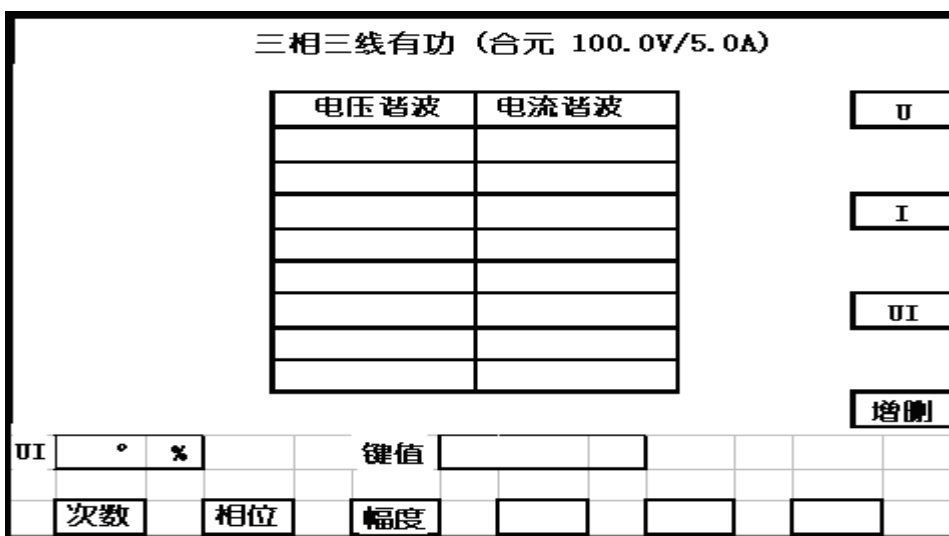 三相三线有功 (合元 100.0V/5.0A)
电压谐波 电流谐波
U
I
UI
增删
UI ° % 键值
次数 相位 幅度